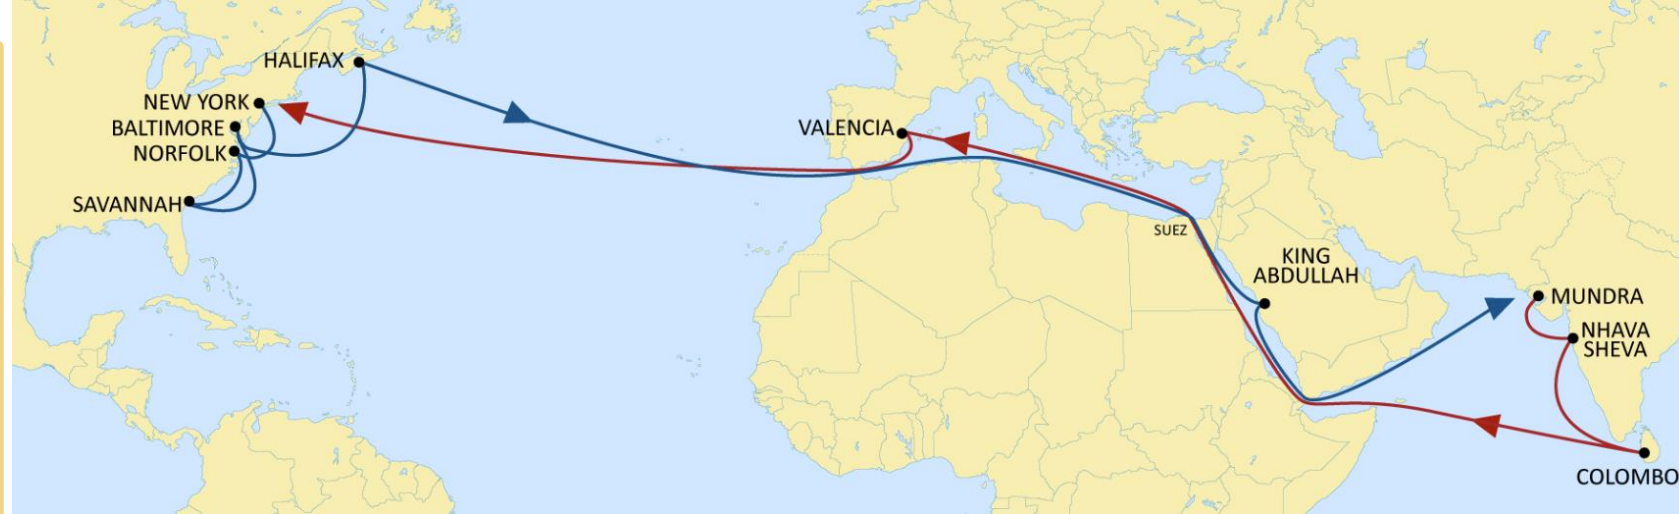 HALIFAX
NEW YORK
BALTIMORE
NORFOLK
SAVANNAH
VALENCIA
SUEZ
KING
ABDULLAH
MUNDRA
NHAVA
SHEVA
COLOMBO